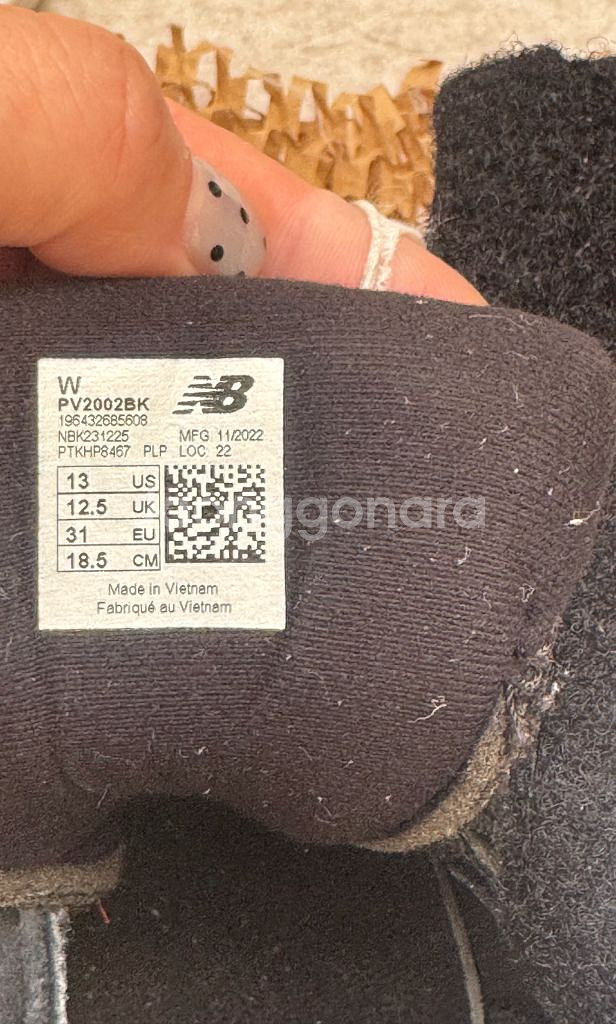 W
NB
PV2002BK
196432685608
NBK231225 MFG 11/2022
PTKHP8467 PLP LOC 22
13 US
12.5 UK
31 EU
18.5 CM
Made in Vietnam
Fabriqué au Vietnam